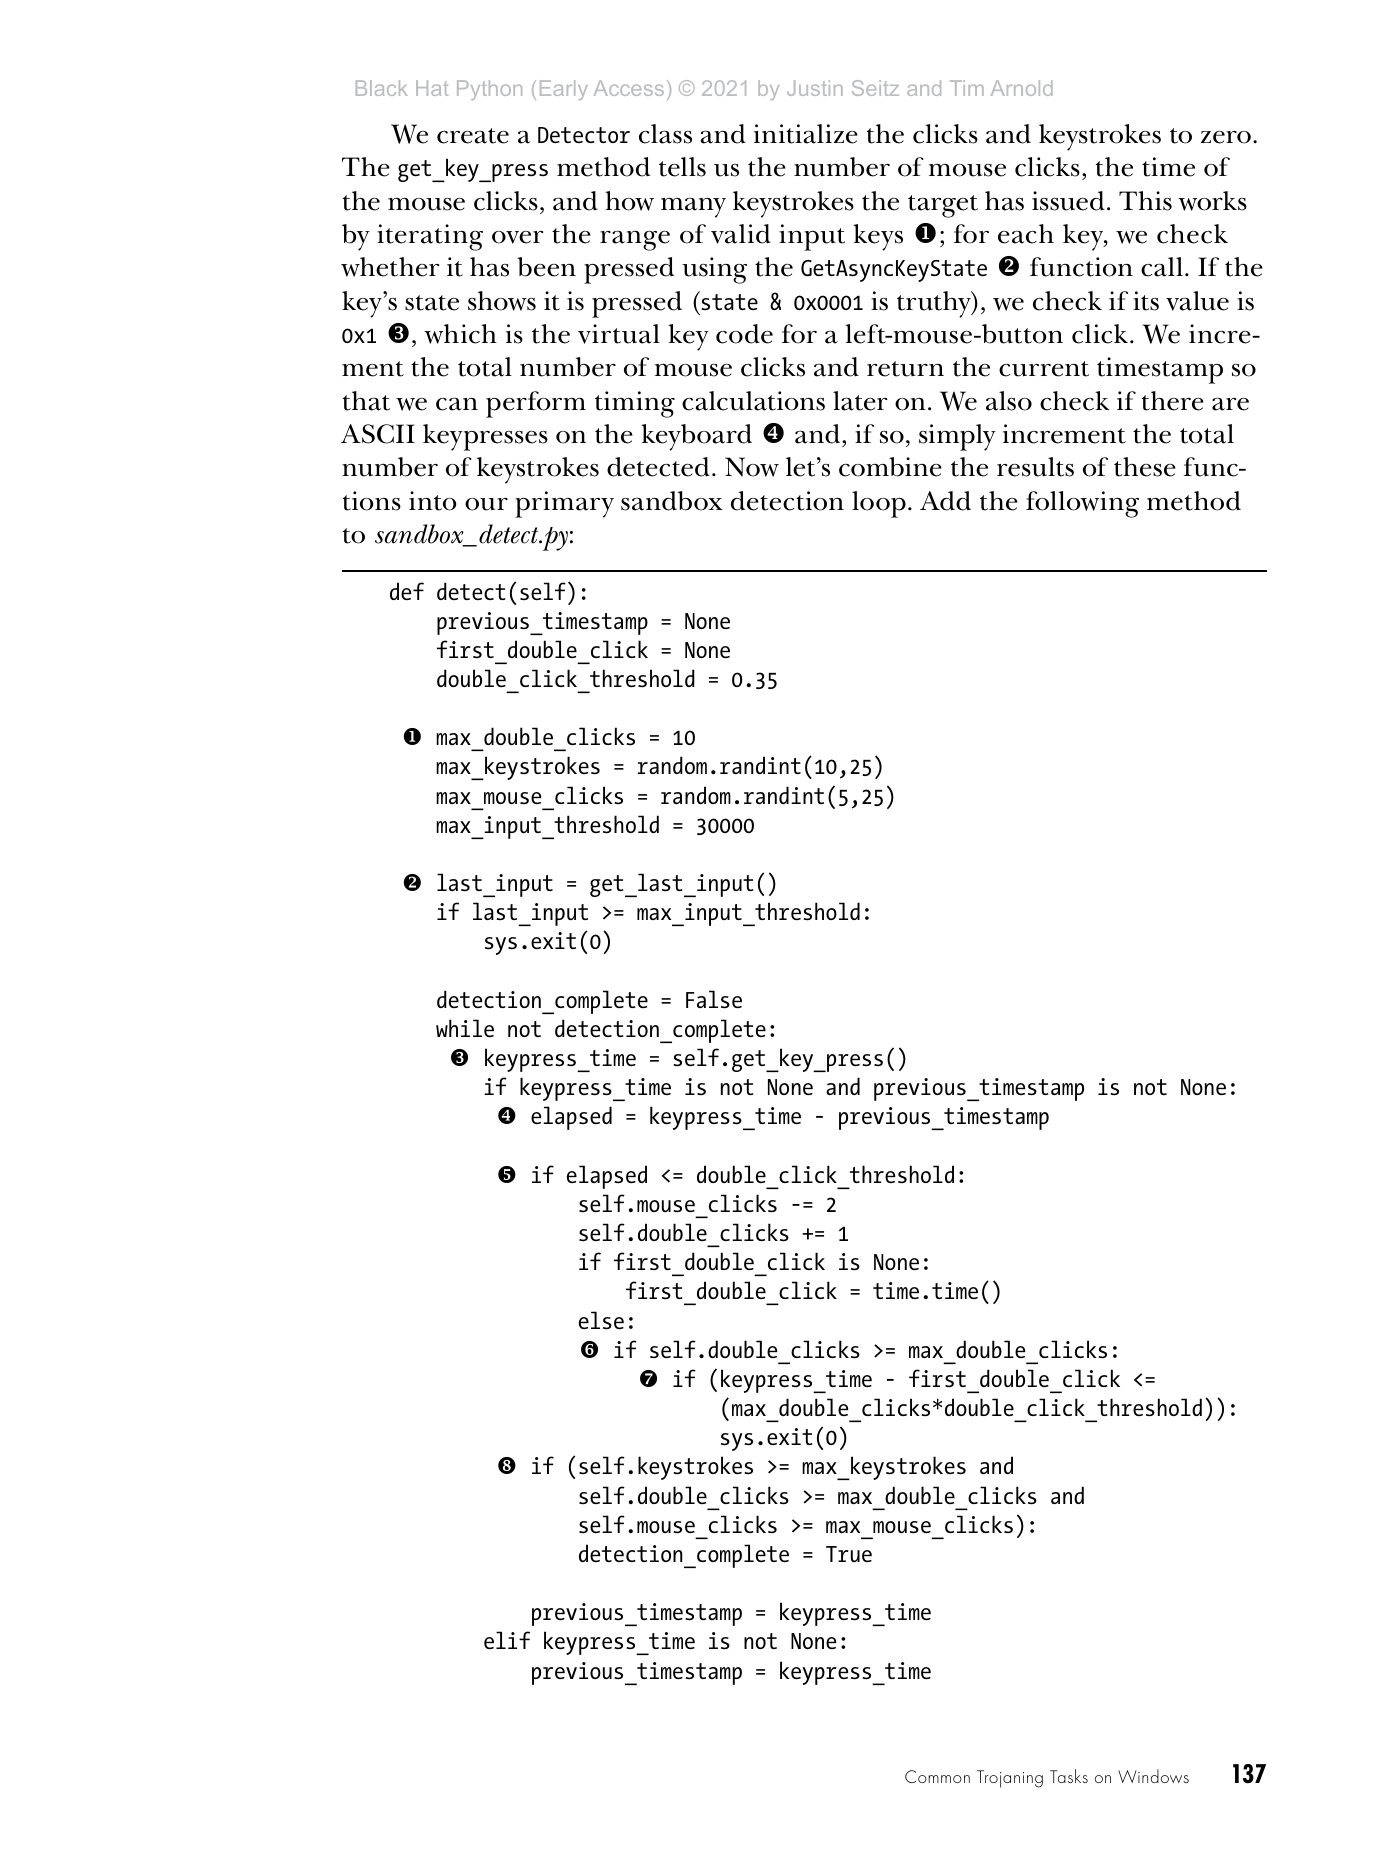 Black Hat Python (Early Access) © 2021 by Justin Seitz and Tim Arnold
We create a Detector class and initialize the clicks and keystrokes to zero.
The get_key_press method tells us the number of mouse clicks, the time of
the mouse clicks, and how many keystrokes the target has issued. This works
by iterating over the range of valid input keys ❶; for each key, we check
whether it has been pressed using the GetAsyncKeyState ❷ function call. If the
key’s state shows it is pressed (state & 0x0001 is truthy), we check if its value is
0x1 ❸, which is the virtual key code for a left-mouse-button click. We incre-
ment the total number of mouse clicks and return the current timestamp so
that we can perform timing calculations later on. We also check if there are
ASCII keypresses on the keyboard ❹ and, if so, simply increment the total
number of keystrokes detected. Now let’s combine the results of these func-
tions into our primary sandbox detection loop. Add the following method
to sandbox_detect.py:
def detect(self):
previous_timestamp = None
first_double_click = None
double_click_threshold = 0.35
❶ max_double_clicks = 10
max_keystrokes = random.randint(10,25)
max_mouse_clicks = random.randint(5,25)
max_input_threshold = 30000
❷ last_input = get_last_input()
if last_input >= max_input_threshold:
sys.exit(0)
detection_complete = False
while not detection_complete:
❸ keypress_time = self.get_key_press()
if keypress_time is not None and previous_timestamp is not None:
❹ elapsed = keypress_time - previous_timestamp
❺ if elapsed <= double_click_threshold:
self.mouse_clicks -= 2
self.double_clicks += 1
if first_double_click is None:
first_double_click = time.time()
else:
❻ if self.double_clicks >= max_double_clicks:
❼ if (keypress_time - first_double_click <=
(max_double_clicks*double_click_threshold)):
sys.exit(0)
❽ if (self.keystrokes >= max_keystrokes and
self.double_clicks >= max_double_clicks and
self.mouse_clicks >= max_mouse_clicks):
detection_complete = True
previous_timestamp = keypress_time
elif keypress_time is not None:
previous_timestamp = keypress_time
Common Trojaning Tasks on Windows 137